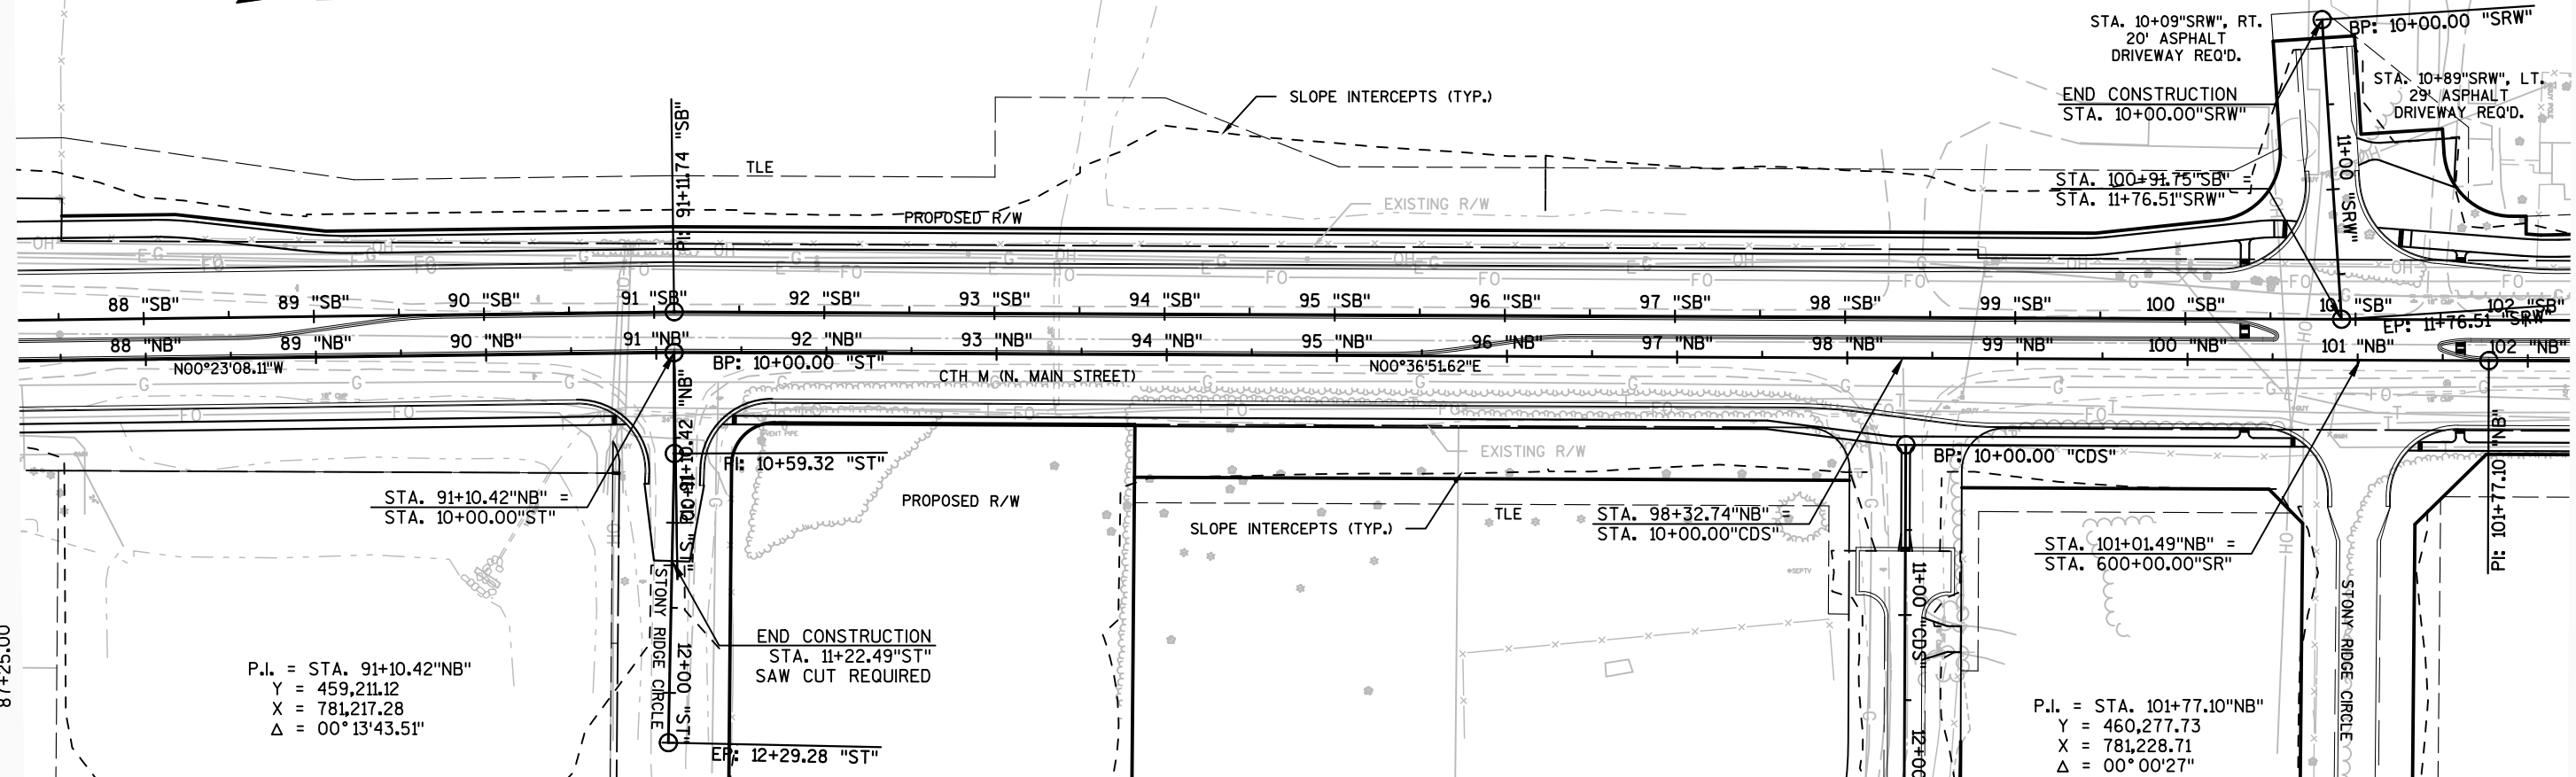 STA. 10+09"SRW", RT.
20' ASPHALT
DRIVEWAY REQ'D.
BP: 10+00.00 "SRW"
STA. 10+89"SRW", LT.
29' ASPHALT
DRIVEWAY REQ'D.
END CONSTRUCTION
STA. 10+00.00"SRW"
SLOPE INTERCEPTS (TYP.)
PI: 91+11.74 "SB"
TLE
11+00 "SRW"
STA. 100+91.75"SB" =
STA. 11+76.51"SRW"
PROPOSED R/W
EXISTING R/W
88 "SB"
89 "SB"
90 "SB"
91 "SB"
92 "SB"
93 "SB"
94 "SB"
95 "SB"
96 "SB"
97 "SB"
98 "SB"
99 "SB"
100 "SB"
101 "SB"
102 "SB"
EP: 11+76.51 "SRW"
88 "NB"
89 "NB"
90 "NB"
91 "NB"
92 "NB"
93 "NB"
94 "NB"
95 "NB"
96 "NB"
97 "NB"
98 "NB"
99 "NB"
100 "NB"
101 "NB"
102 "NB"
N00°23'08.11"W
BP: 10+00.00 "ST"
CTH M (N. MAIN STREET)
N00°36'51.62"E
PI: 10+59.32 "ST"
EXISTING R/W
BP: 10+00.00 "CDS"
PI: 101+77.10 "NB"
STA. 91+10.42"NB" =
STA. 10+00.00"ST"
PROPOSED R/W
SLOPE INTERCEPTS (TYP.)
TLE
STA. 98+32.74"NB" =
STA. 10+00.00"CDS"
STA. 101+01.49"NB" =
STA. 600+00.00"SR"
STONY RIDGE CIRCLE
12+00 "ST"
11+00 "CDS"
STONY RIDGE CIRCLE
END CONSTRUCTION
STA. 11+22.49"ST"
SAW CUT REQUIRED
87+25.00
P.I. = STA. 91+10.42"NB"
Y = 459,211.12
X = 781,217.28
Δ = 00°13'43.51"
EP: 12+29.28 "ST"
P.I. = STA. 101+77.10"NB"
Y = 460,277.73
X = 781,228.71
Δ = 00°00'27"
12+00